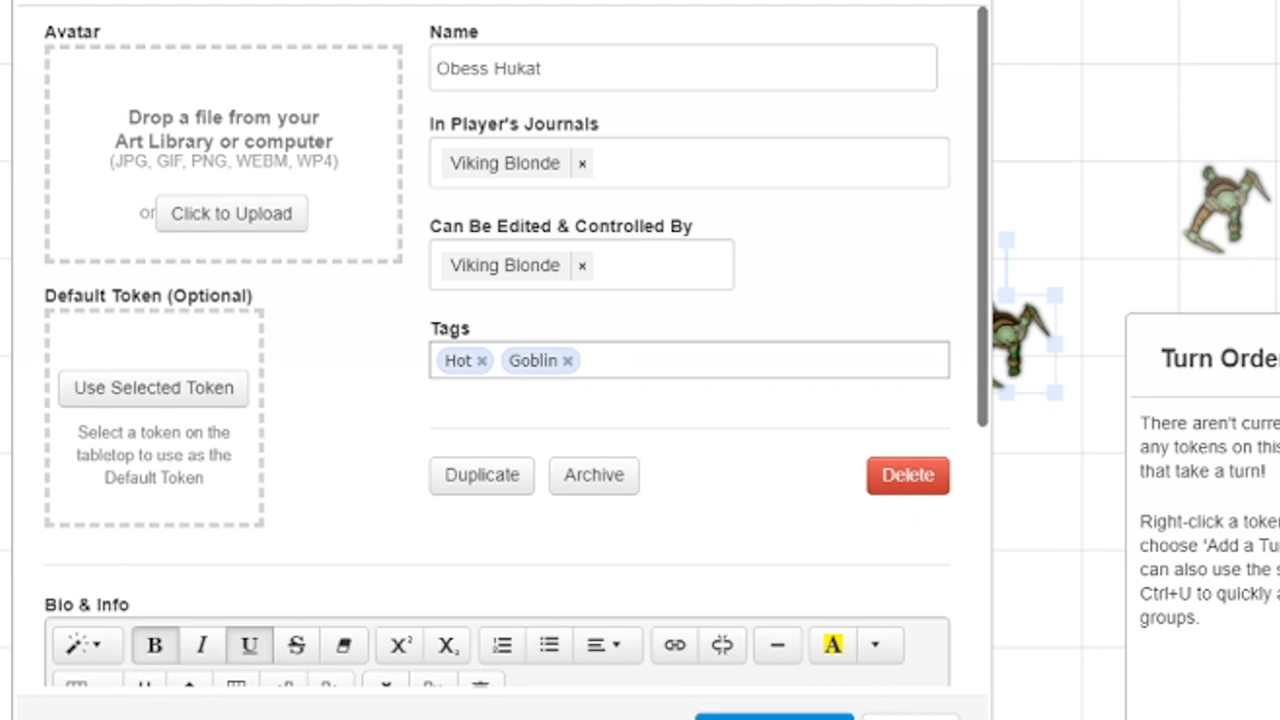 Avatar
Drop a file from your
Art Library or computer
(JPG, GIF, PNG, WEBM, WP4)
or Click to Upload
Default Token (Optional)
Use Selected Token
Select a token on the
tabletop to use as the
Default Token
Name
Obess Hukat
In Player's Journals
Viking Blonde ×
Can Be Edited & Controlled By
Viking Blonde ×
Tags
Hot × Goblin ×
Duplicate Archive Delete
Bio & Info
B I U S X² X₂ A
Turn Order
There aren't curre
any tokens on this
that take a turn!
Right-click a token
choose 'Add a Tu
can also use the s
Ctrl+U to quickly a
groups.